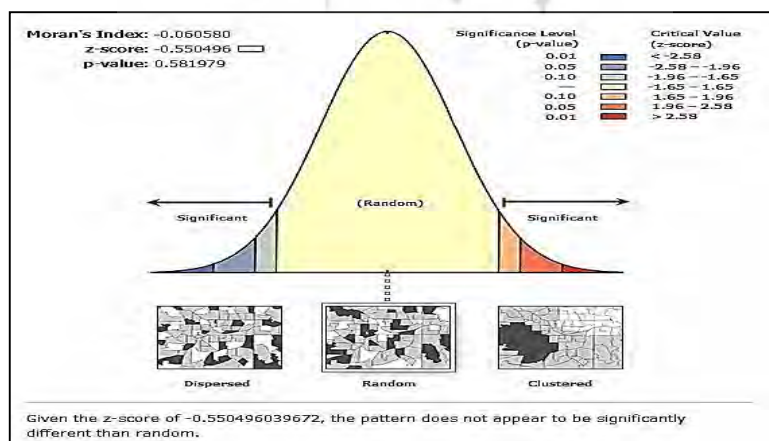 Moran's Index: -0.060580
z-score: -0.550496
p-value: 0.581979
Significance Level
(p-value)
Critical Value
(z-score)
0.01 < -2.58
0.05 -2.58 - -1.96
0.10 -1.96 - -1.65
— -1.65 - 1.65
0.10 1.65 - 1.96
0.05 1.96 - 2.58
0.01 > 2.58
Significant
(Random)
Significant
Dispersed
Random
Clustered
Given the z-score of -0.550496039672, the pattern does not appear to be significantly
different than random.